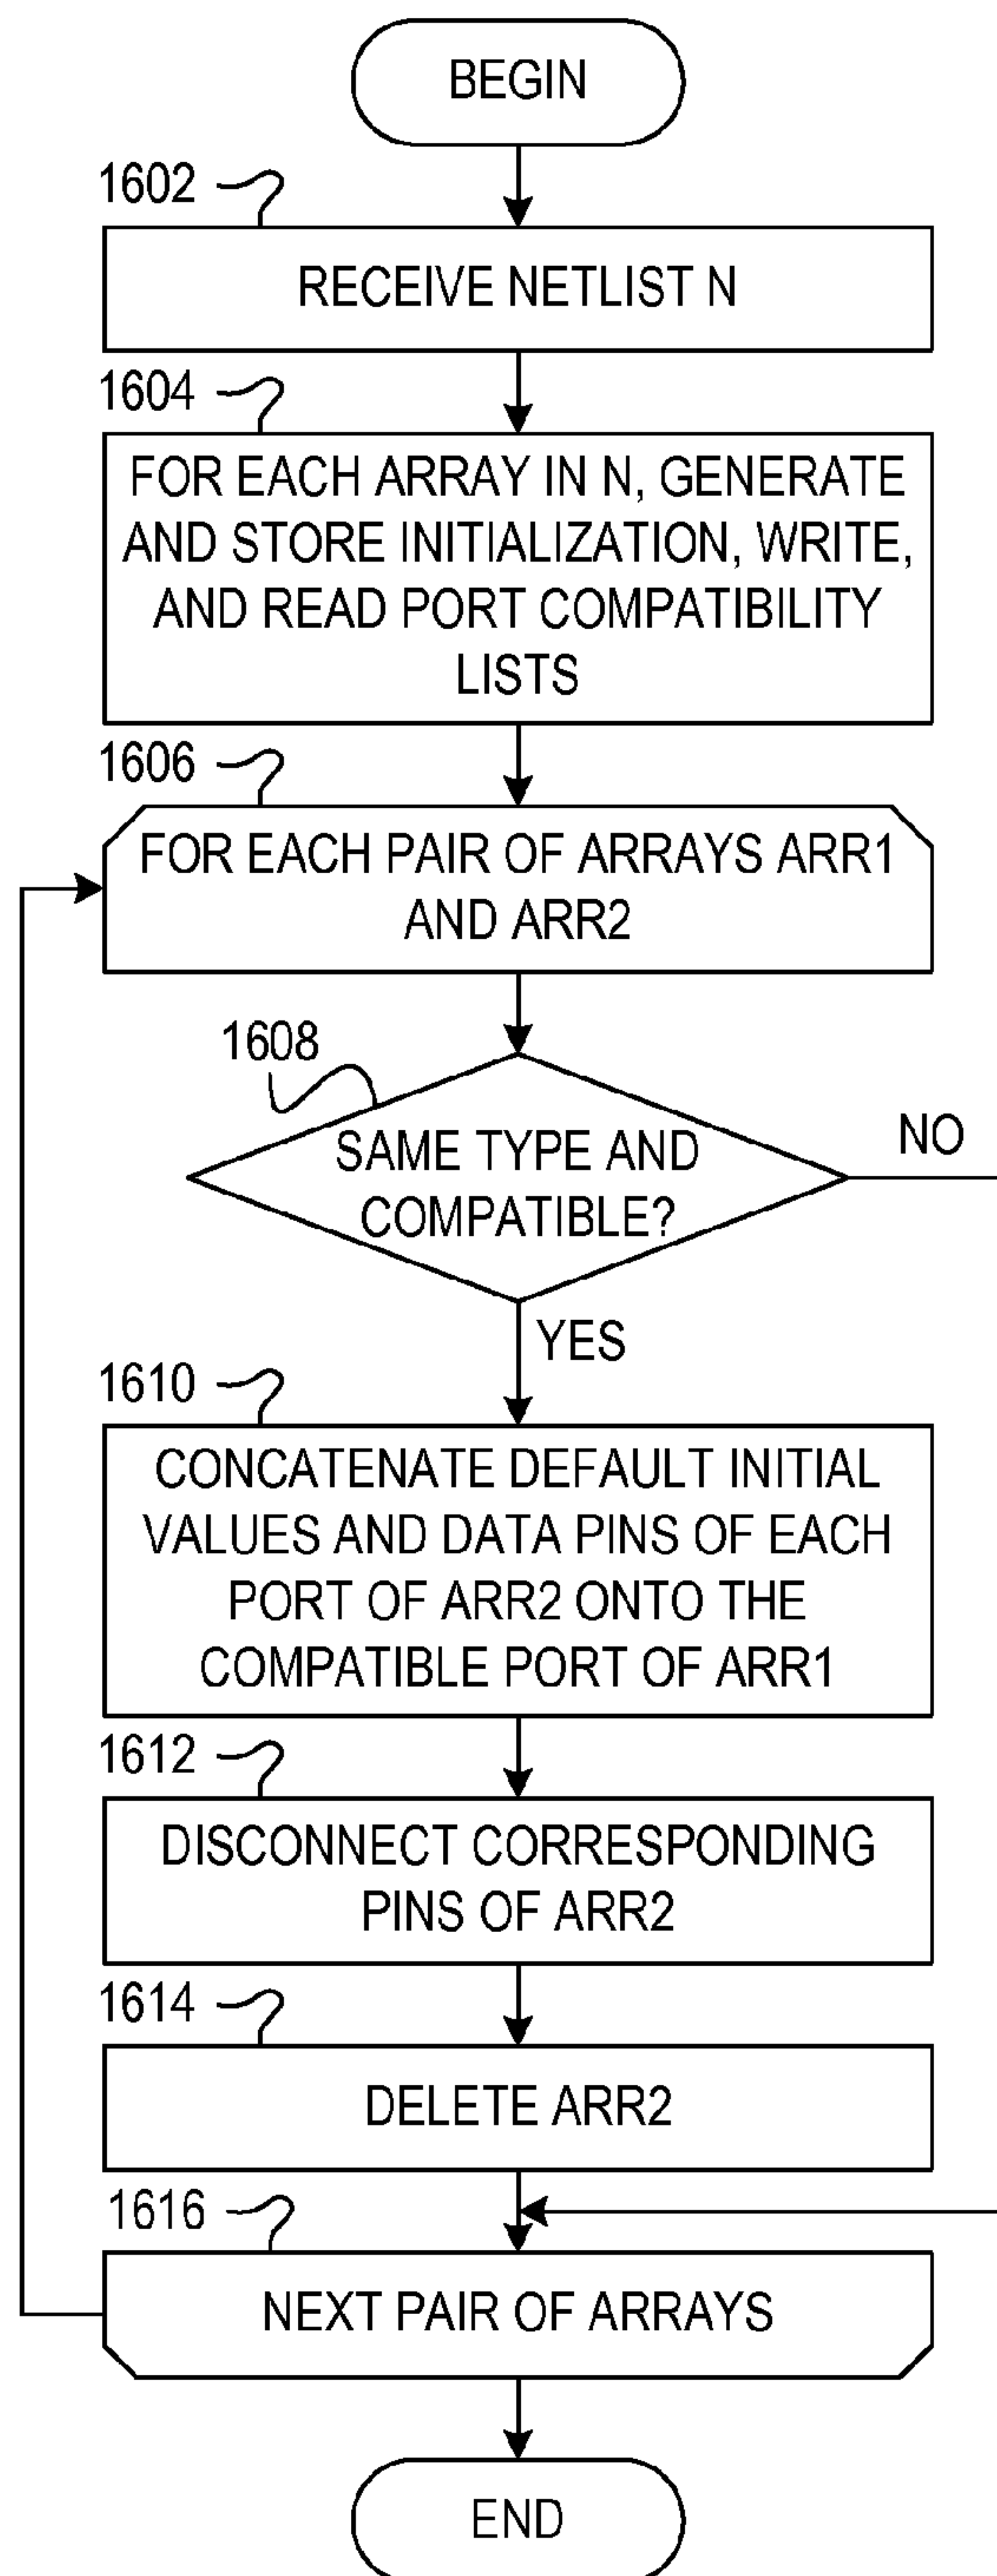 BEGIN
1602
RECEIVE NETLIST N
1604
FOR EACH ARRAY IN N, GENERATE
AND STORE INITIALIZATION, WRITE,
AND READ PORT COMPATIBILITY
LISTS
1606
FOR EACH PAIR OF ARRAYS ARR1
AND ARR2
1608
SAME TYPE AND
COMPATIBLE?
NO
YES
1610
CONCATENATE DEFAULT INITIAL
VALUES AND DATA PINS OF EACH
PORT OF ARR2 ONTO THE
COMPATIBLE PORT OF ARR1
1612
DISCONNECT CORRESPONDING
PINS OF ARR2
1614
DELETE ARR2
1616
NEXT PAIR OF ARRAYS
END